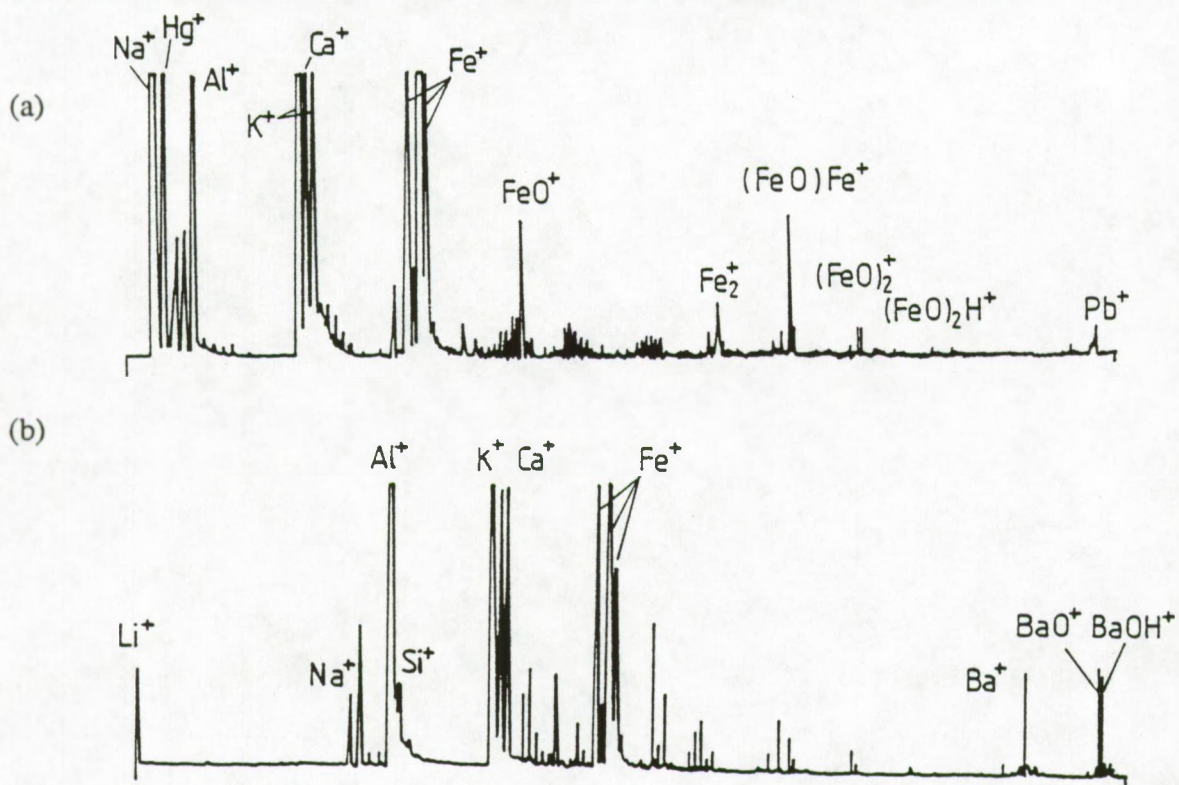 (a)
Na⁺ Hg⁺ Al⁺ K⁺ Ca⁺ Fe⁺
FeO⁺ Fe₂⁺ (FeO)Fe⁺ (FeO)₂⁺ (FeO)₂H⁺ Pb⁺
(b)
Li⁺ Na⁺ Al⁺ Si⁺ K⁺ Ca⁺ Fe⁺
Ba⁺ BaO⁺ BaOH⁺